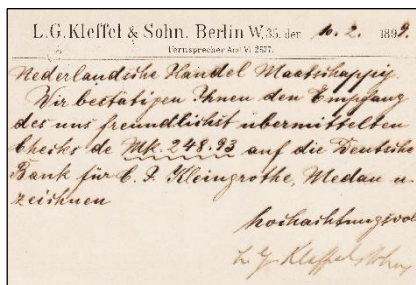 L. G. Kleffel & Sohn. Berlin W, 35. den 10. 2. 1899.
Fernsprecher Amt VI. 2577.
Nederlandsche Handel Maatschappij.
Wir bestätigen Ihnen den Empfang
des uns freundlichst übermittelten
Checks de Mk. 248.93 auf die Deutsche
Bank für C. J. Kleingrothe, Medan u.
zeichnen
hochachtungsvoll
L. G. Kleffel & Sohn